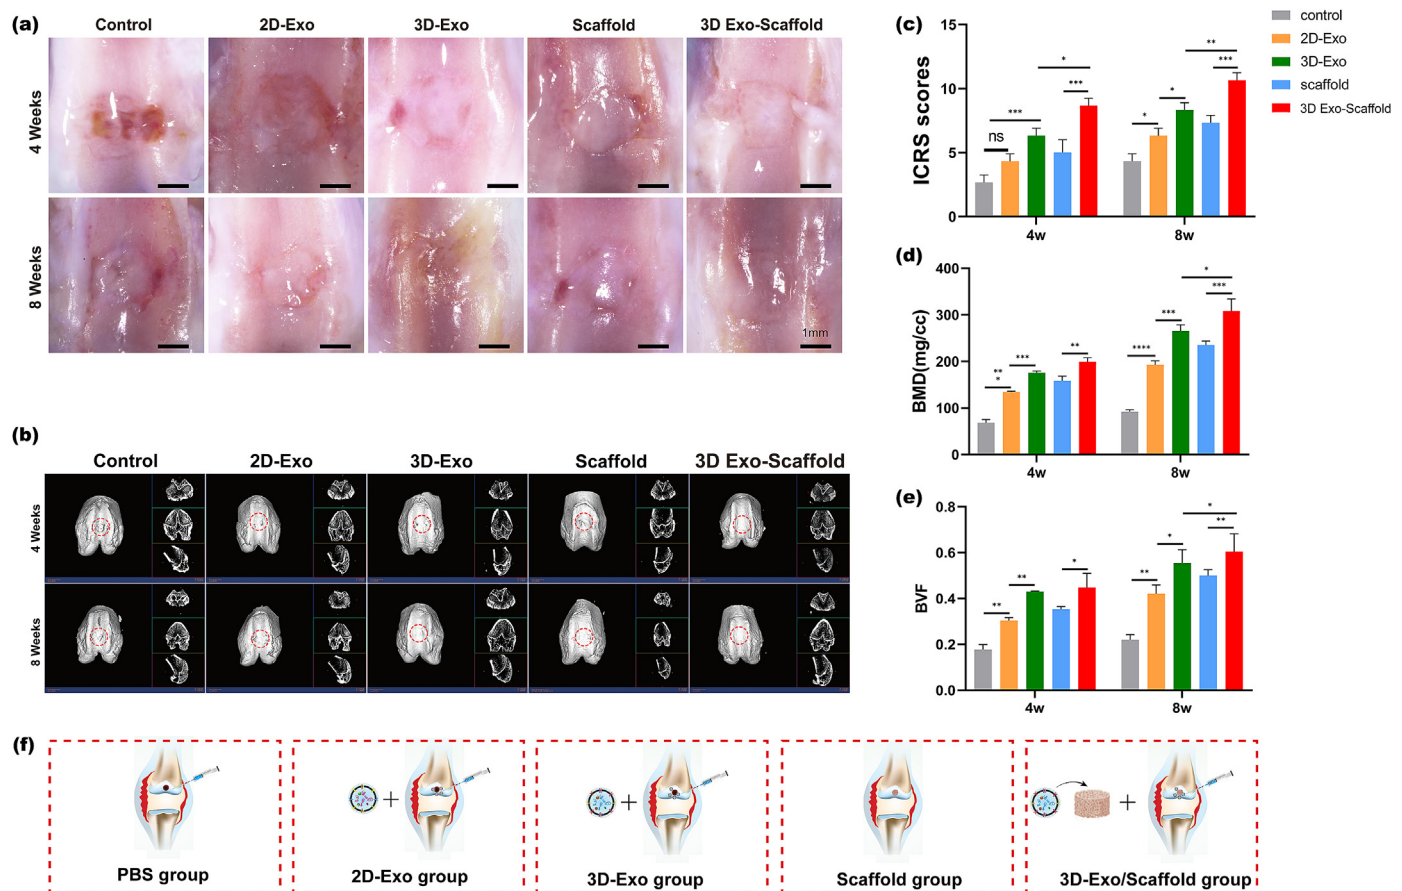 (a)
Control 2D-Exo 3D-Exo Scaffold 3D Exo-Scaffold
4 Weeks
8 Weeks
1mm
(b)
Control 2D-Exo 3D-Exo Scaffold 3D Exo-Scaffold
4 Weeks
8 Weeks
(c)
ICRS scores
15
10
5
0
ns
***
*
***
*
*
**
***
4w 8w
control
2D-Exo
3D-Exo
scaffold
3D Exo-Scaffold
(d)
BMD(mg/cc)
400
300
200
100
0
**
*
***
**
****
***
*
***
4w 8w
(e)
BVF
0.8
0.6
0.4
0.2
0.0
**
**
*
**
*
*
**
4w 8w
(f)
+ + +
PBS group 2D-Exo group 3D-Exo group Scaffold group 3D-Exo/Scaffold group